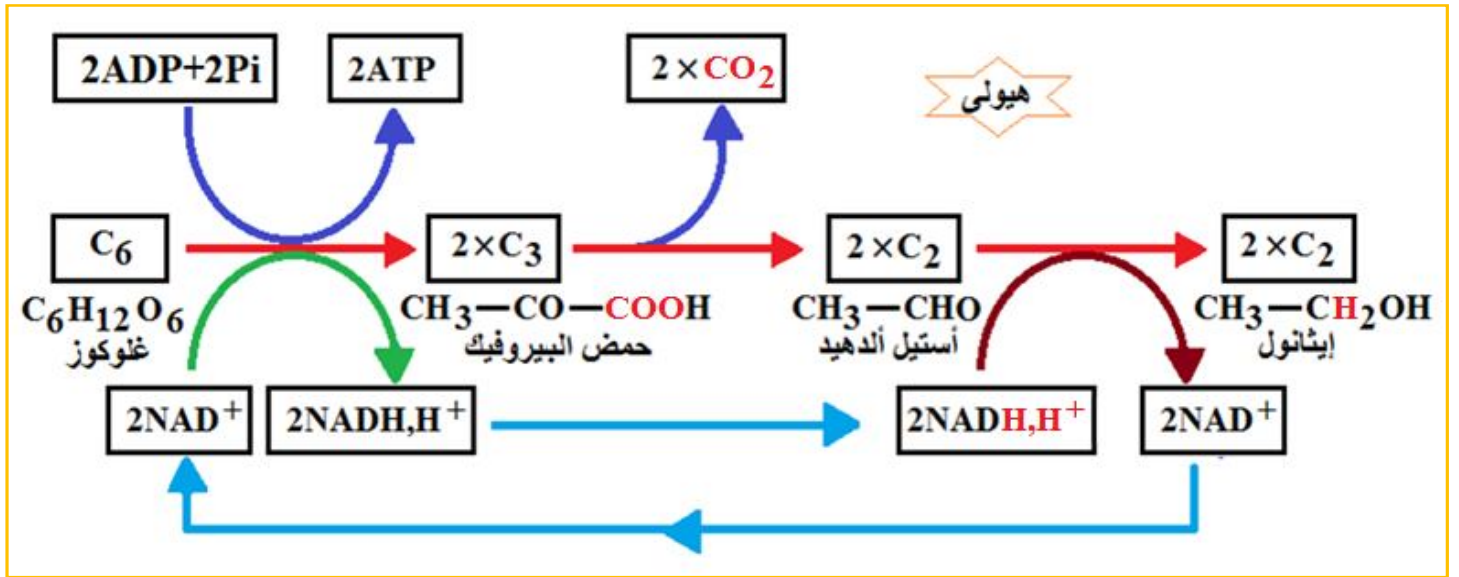 2ADP+2Pi
2ATP
2×CO₂
هيولى
C₆
2×C₃
2×C₂
2×C₂
C₆H₁₂O₆
CH₃—CO—COOH
CH₃—CHO
CH₃—CH₂OH
غلوكوز
حمض البيروفيك
أستيل ألدهيد
إيثانول
2NAD⁺
2NADH,H⁺
2NADH,H⁺
2NAD⁺